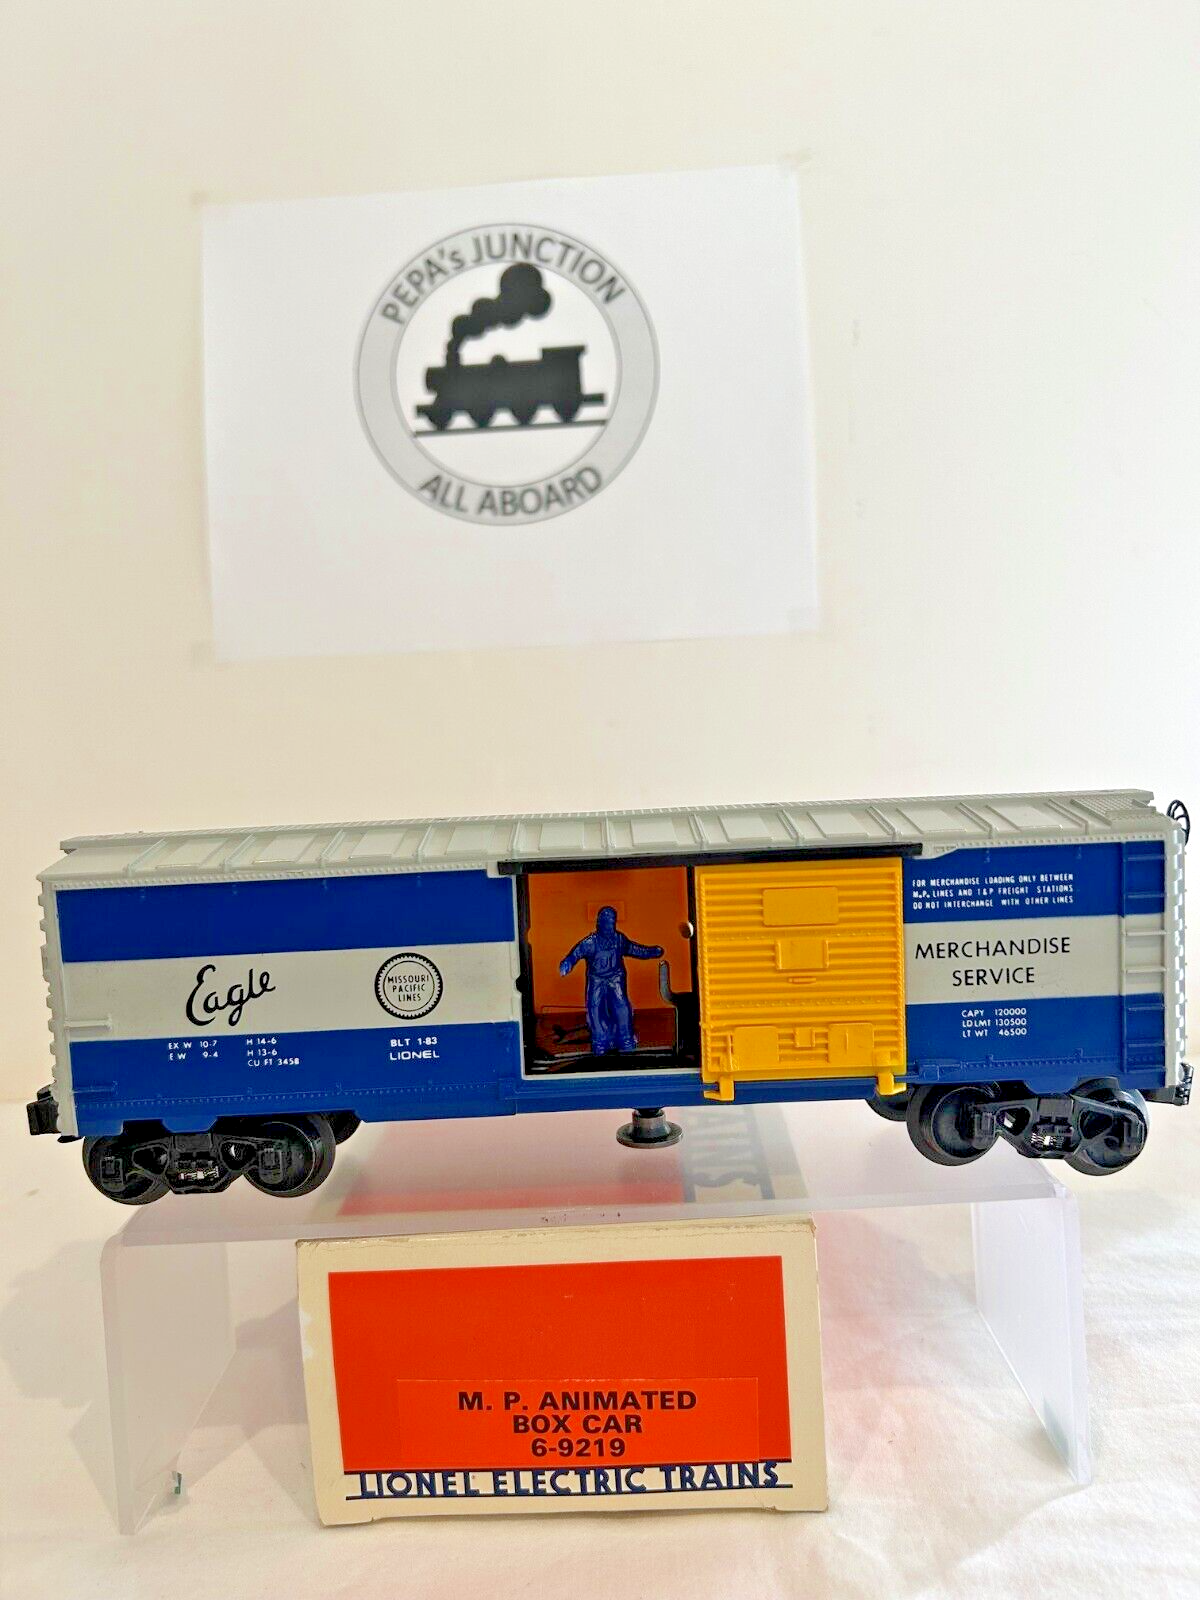 PEPA's JUNCTION
ALL ABOARD
Eagle
MISSOURI
PACIFIC
LINES
EX W 10-7 H 14-6
E W 9-4 H 13-6
CU FT 3458
BLT 1-83
LIONEL
FOR MERCHANDISE LOADING ONLY BETWEEN
M.P. LINES AND T&P FREIGHT STATIONS
DO NOT INTERCHANGE WITH OTHER LINES
MERCHANDISE
SERVICE
CAPY 120000
LD LMT 130500
LT WT 46500
M. P. ANIMATED
BOX CAR
6-9219
LIONEL ELECTRIC TRAINS